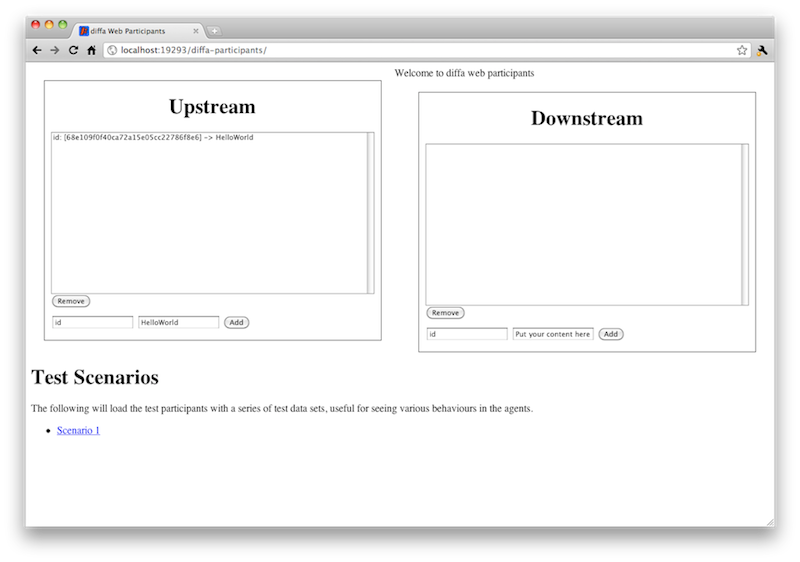 diffa Web Participants
localhost:19293/diffa-participants/
Welcome to diffa web participants
Upstream
id: [68e109f0f40ca72a15e05cc22786f8e6] -> HelloWorld
Remove
id HelloWorld Add
Downstream
Remove
id Put your content here Add
Test Scenarios
The following will load the test participants with a series of test data sets, useful for seeing various behaviours in the agents.
Scenario 1